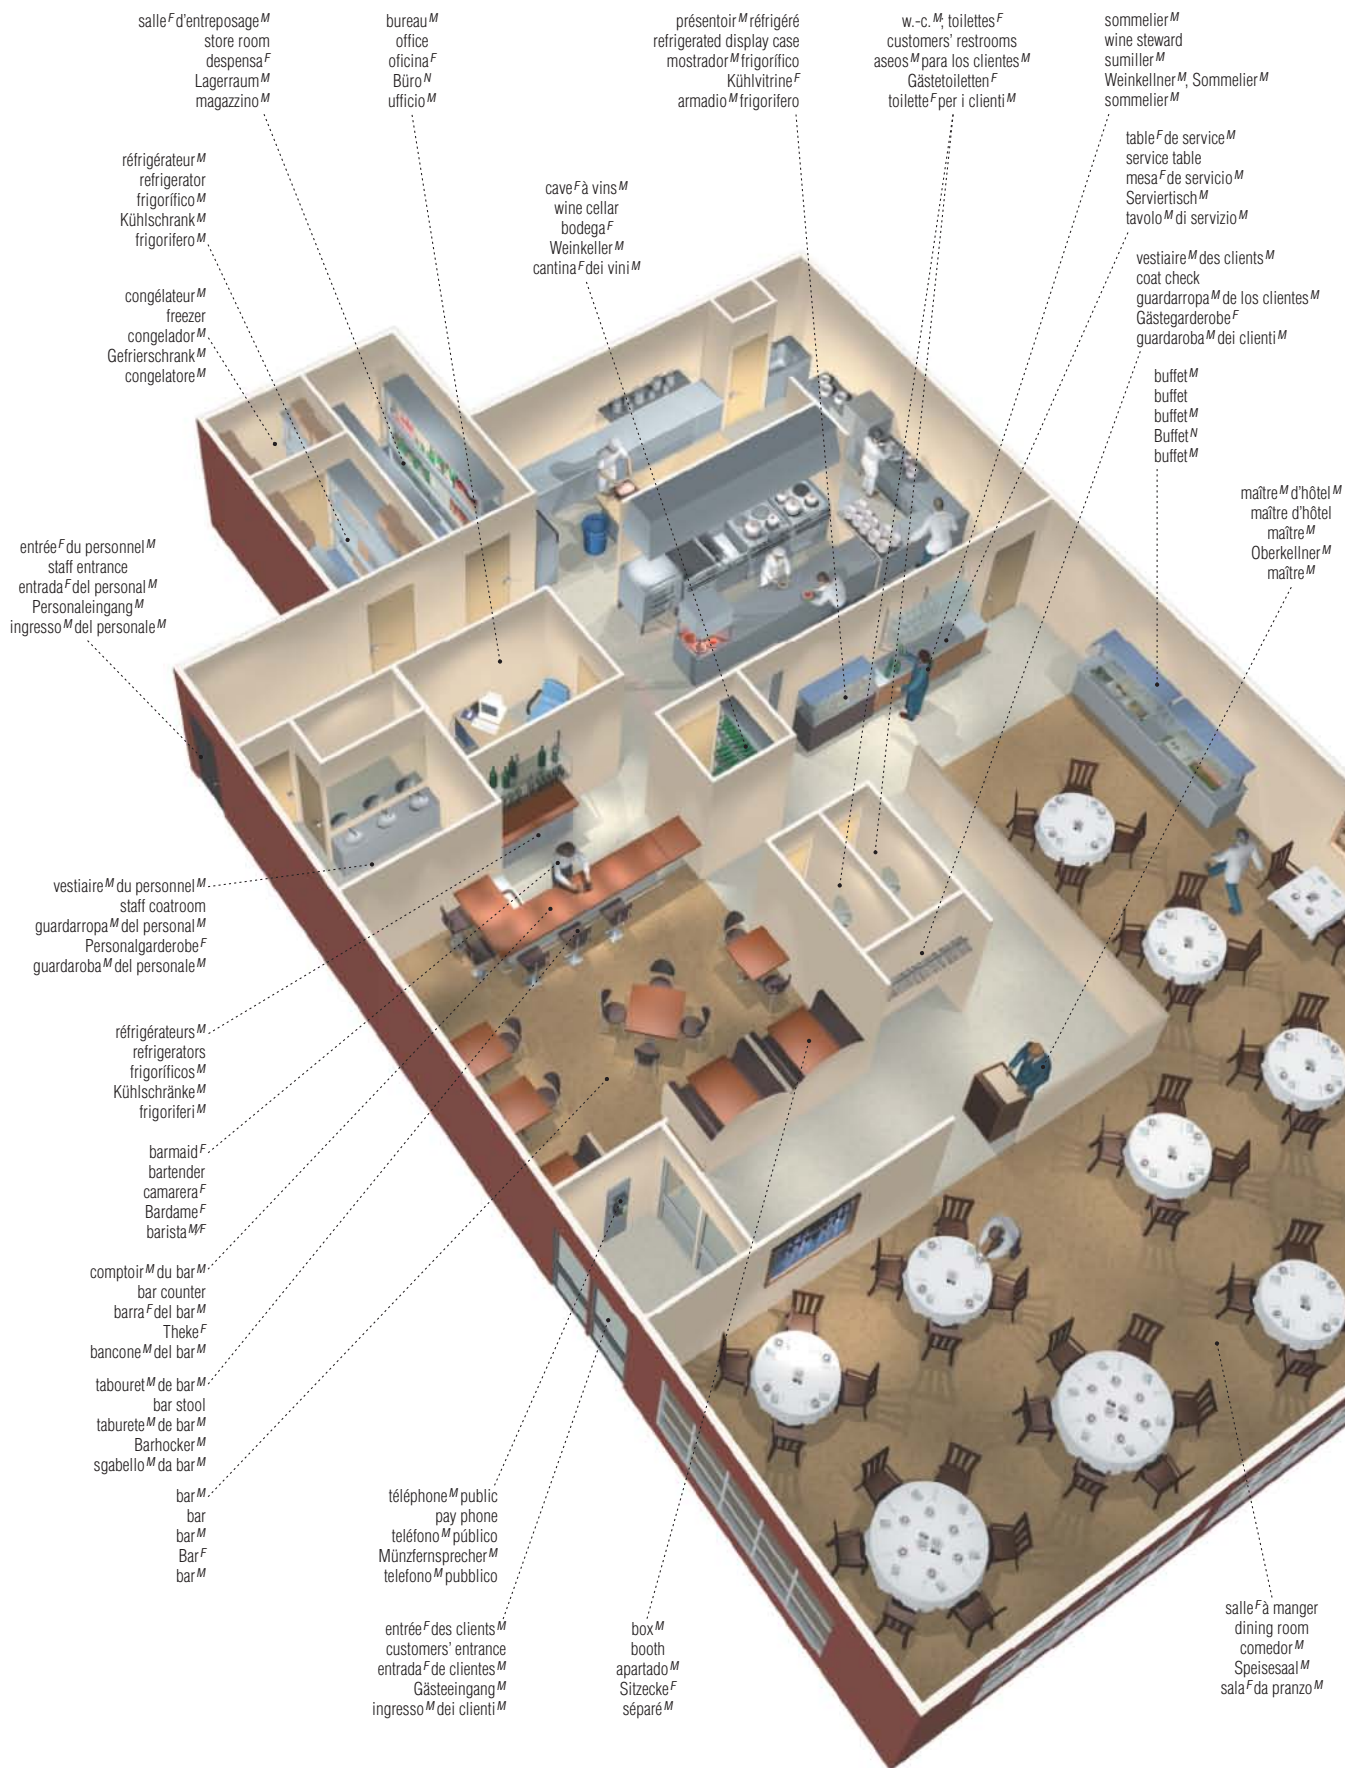 salle F d'entreposage M
store room
despensa F
Lagerraum M
magazzino M
bureau M
office
oficina F
Büro N
ufficio M
présentoir M réfrigéré
refrigerated display case
mostrador M frigorífico
Kühlvitrine F
armadio M frigorifero
w.-c. M; toilettes F
customers' restrooms
aseos M para los clientes M
Gästetoiletten F
toilette F per i clienti M
sommelier M
wine steward
sumiller M
Weinkellner M, Sommelier M
sommelier M
table F de service M
service table
mesa F de servicio M
Serviertisch M
tavolo M di servizio M
réfrigérateur M
refrigerator
frigorífico M
Kühlschrank M
frigorifero M
cave F à vins M
wine cellar
bodega F
Weinkeller M
cantina F dei vini M
vestiaire M des clients M
coat check
guardarropa M de los clientes M
Gästegarderobe F
guardaroba M dei clienti M
congélateur M
freezer
congelador M
Gefrierschrank M
congelatore M
buffet M
buffet
buffet M
Buffet N
buffet M
maître M d'hôtel M
maître d'hôtel
maître M
Oberkellner M
maître M
entrée F du personnel M
staff entrance
entrada F del personal M
Personaleingang M
ingresso M del personale M
vestiaire M du personnel M
staff coatroom
guardarropa M del personal M
Personalgarderobe F
guardaroba M del personale M
réfrigérateurs M
refrigerators
frigoríficos M
Kühlschränke M
frigoriferi M
barmaid F
bartender
camarera F
Bardame F
barista M/F
comptoir M du bar M
bar counter
barra F del bar M
Theke F
bancone M del bar M
tabouret M de bar M
bar stool
taburete M de bar M
Barhocker M
sgabello M da bar M
bar M
bar
bar M
Bar F
bar M
téléphone M public
pay phone
teléfono M público
Münzfernsprecher M
telefono M pubblico
entrée F des clients M
customers' entrance
entrada F de clientes M
Gästeeingang M
ingresso M dei clienti M
box M
booth
apartado M
Sitzecke F
séparé M
salle F à manger
dining room
comedor M
Speisesaal M
sala F da pranzo M